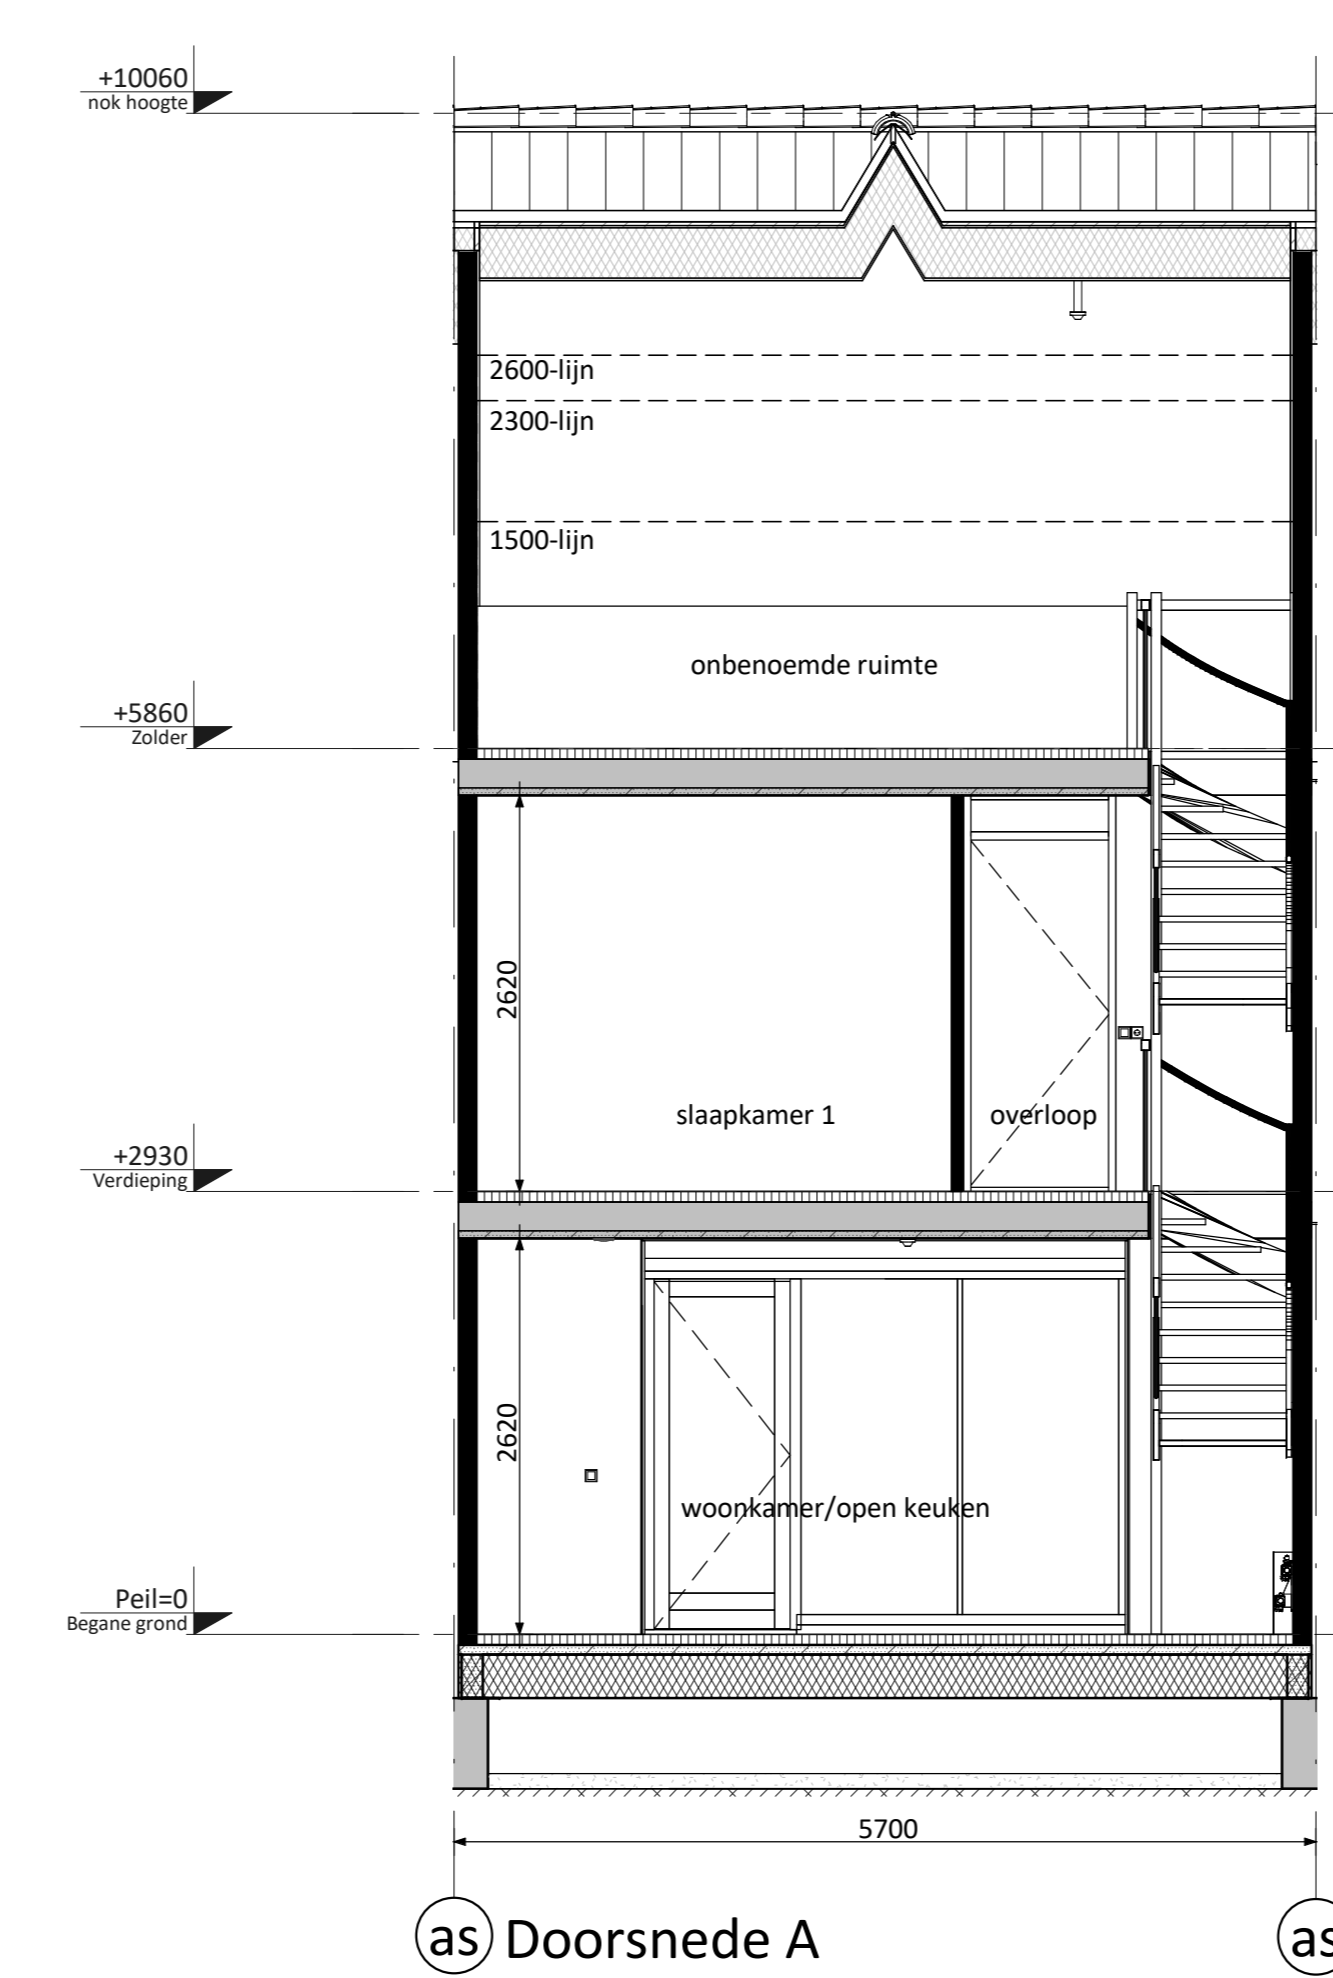 +10060
nok hoogte
2600-lijn
2300-lijn
1500-lijn
onbenoemde ruimte
+5860
Zolder
2620
slaapkamer 1
overloop
+2930
Verdieping
2620
woonkamer/open keuken
Peil=0
Begane grond
5700
as Doorsnede A
as